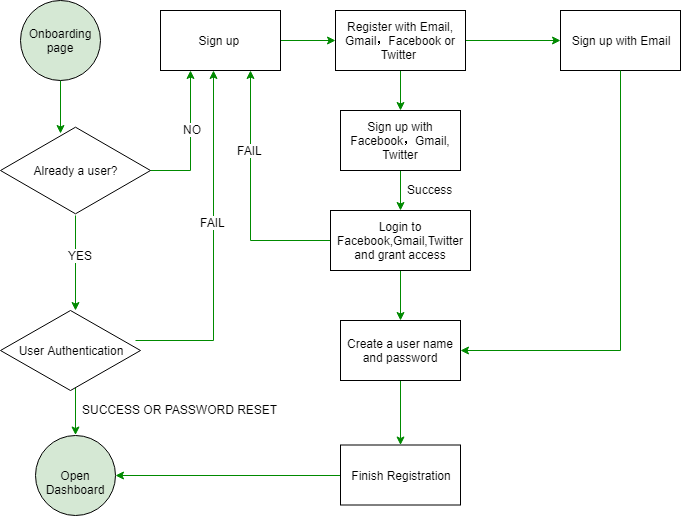 Onboarding
page
Sign up
Register with Email,
Gmail，Facebook or
Twitter
Sign up with Email
NO
Sign up with
Facebook，Gmail,
Twitter
FAIL
Already a user?
Success
FAIL
Login to
Facebook,Gmail,Twitter
and grant access
YES
User Authentication
Create a user name
and password
SUCCESS OR PASSWORD RESET
Open
Dashboard
Finish Registration